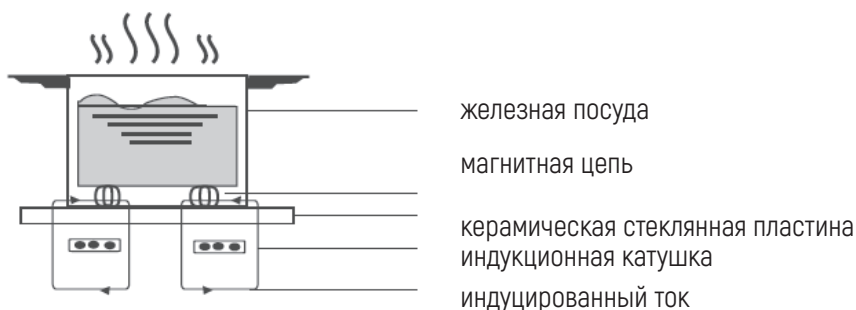 железная посуда
магнитная цепь
керамическая стеклянная пластина
индукционная катушка
индуцированный ток